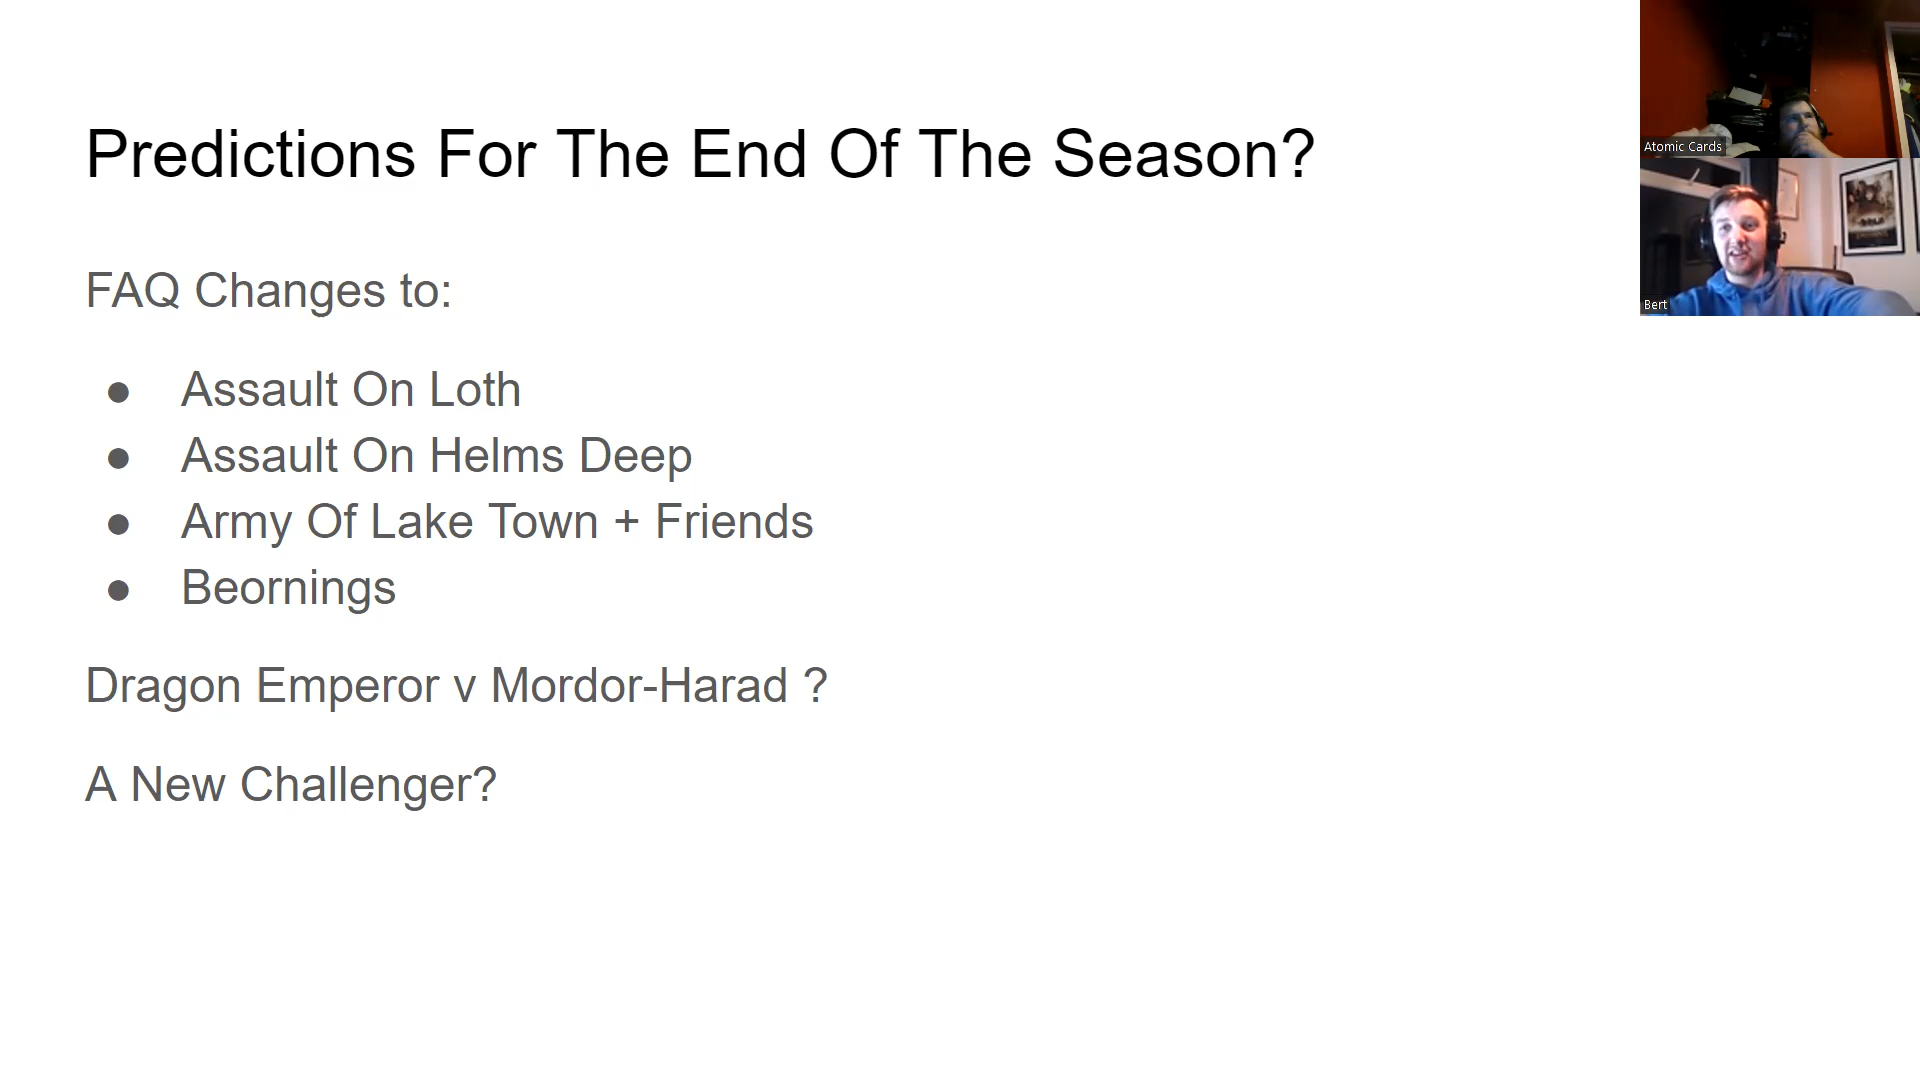 Predictions For The End Of The Season?
FAQ Changes to:
● Assault On Loth
● Assault On Helms Deep
● Army Of Lake Town + Friends
● Beornings
Dragon Emperor v Mordor-Harad ?
A New Challenger?
Atomic Cards
Bert